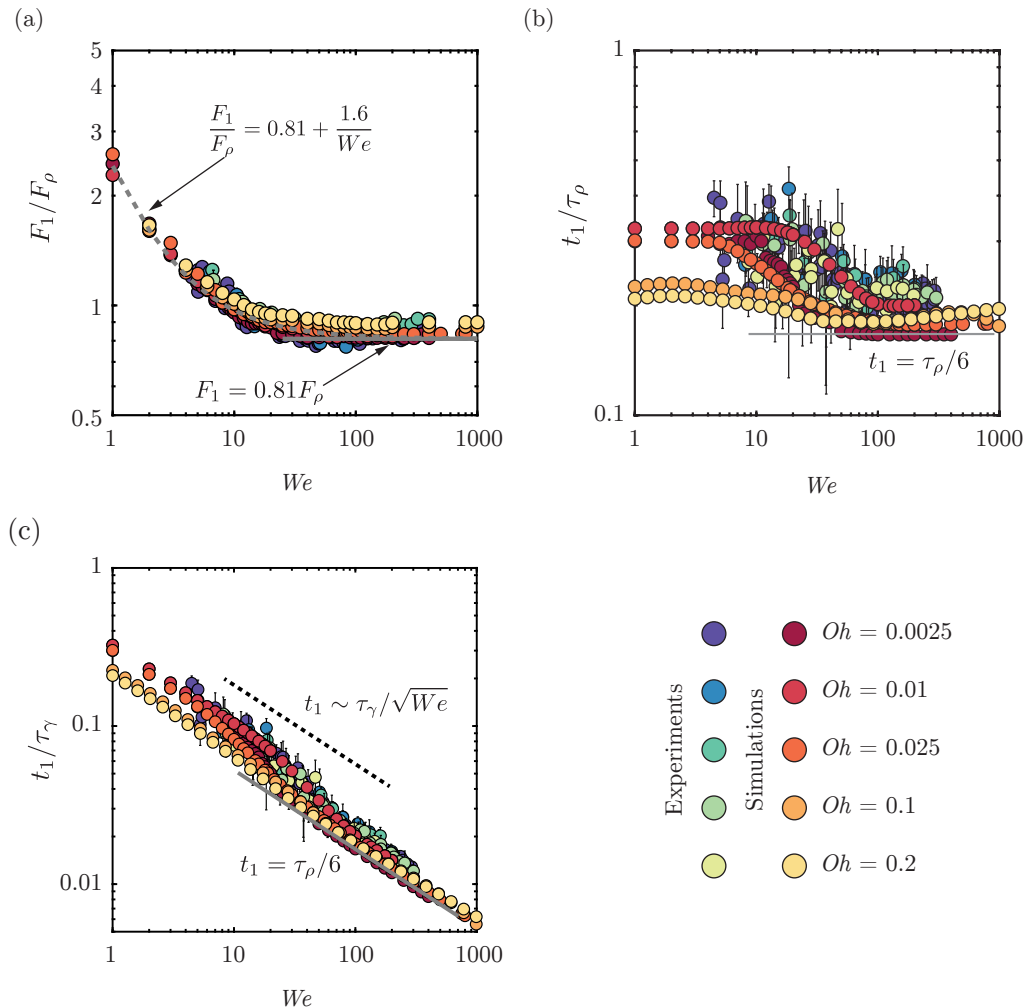 (a)
5
4
3
2
1
0.5
F₁/Fρ
F₁/Fρ = 0.81 + 1.6/We
F₁ = 0.81Fρ
1 10 100 1000
We
(b)
1
0.1
t₁/τρ
t₁ = τρ/6
1 10 100 1000
We
(c)
1
0.1
0.01
t₁/τγ
t₁ ∼ τγ/√We
t₁ = τρ/6
1 10 100 1000
We
Experiments
Simulations
Oh = 0.0025
Oh = 0.01
Oh = 0.025
Oh = 0.1
Oh = 0.2